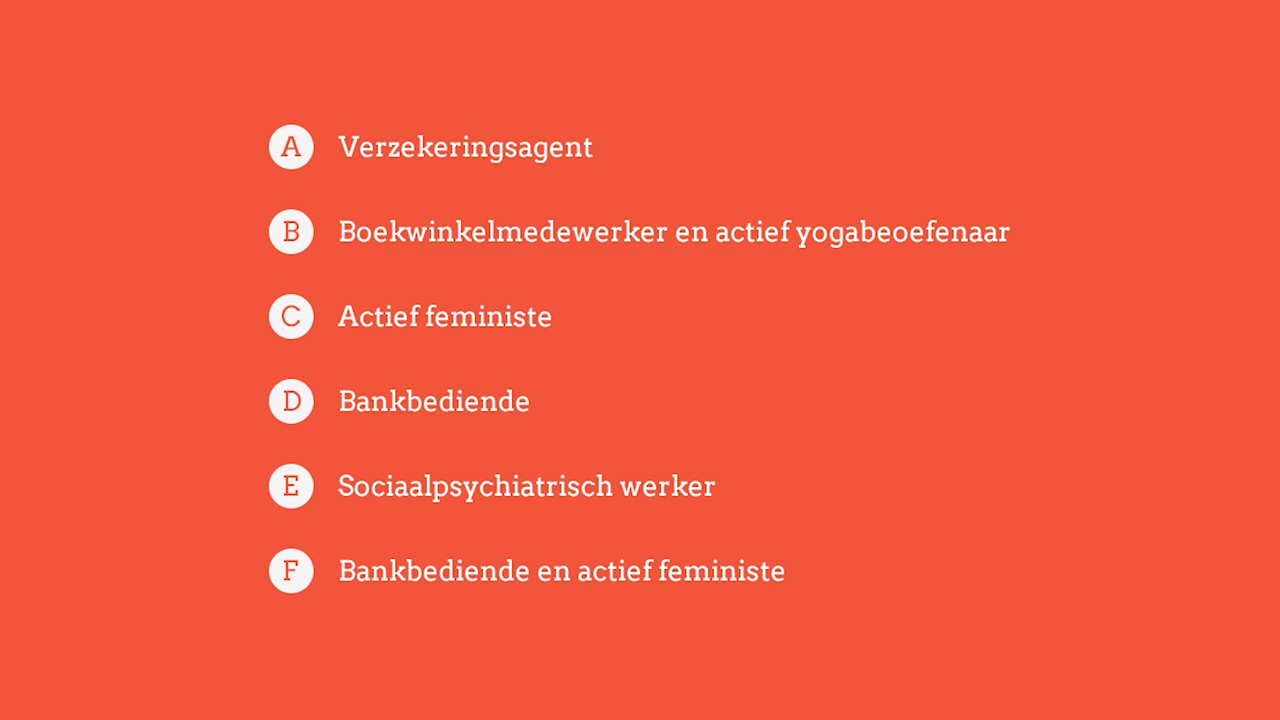 A Verzekeringsagent
B Boekwinkelmedewerker en actief yogabeoefenaar
C Actief feministe
D Bankbediende
E Sociaalpsychiatrisch werker
F Bankbediende en actief feministe